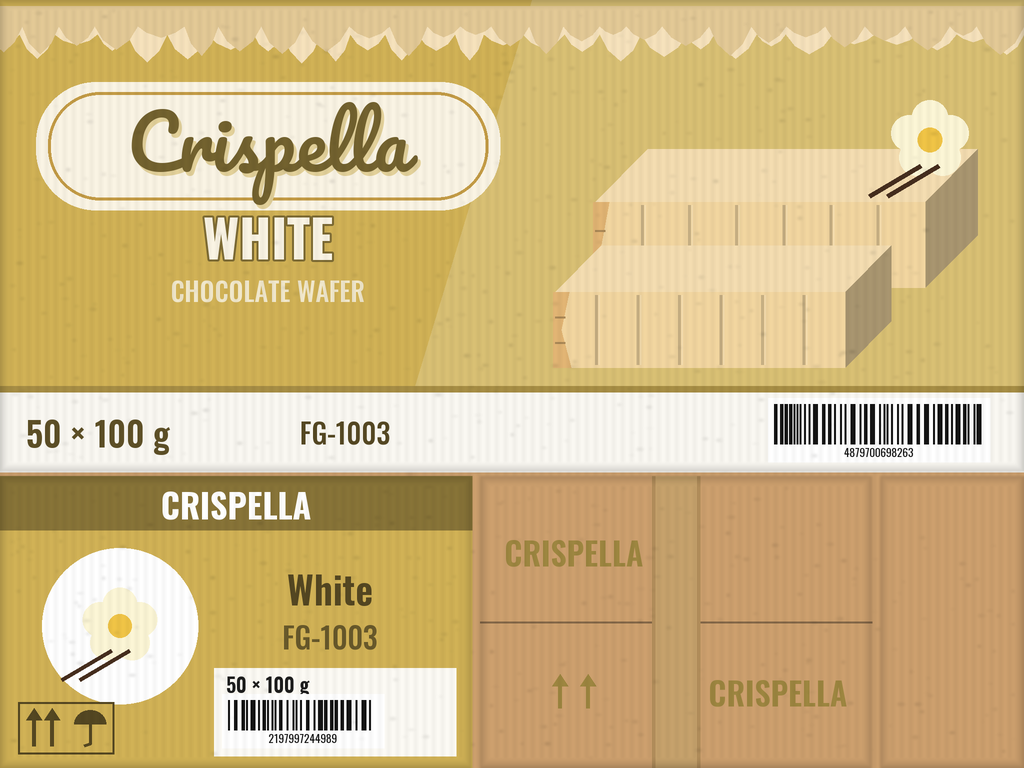 Crispella
WHITE
CHOCOLATE WAFER
50 × 100 g
FG-1003
4879700698263
CRISPELLA
White
FG-1003
50 × 100 g
2197997244989
CRISPELLA
CRISPELLA